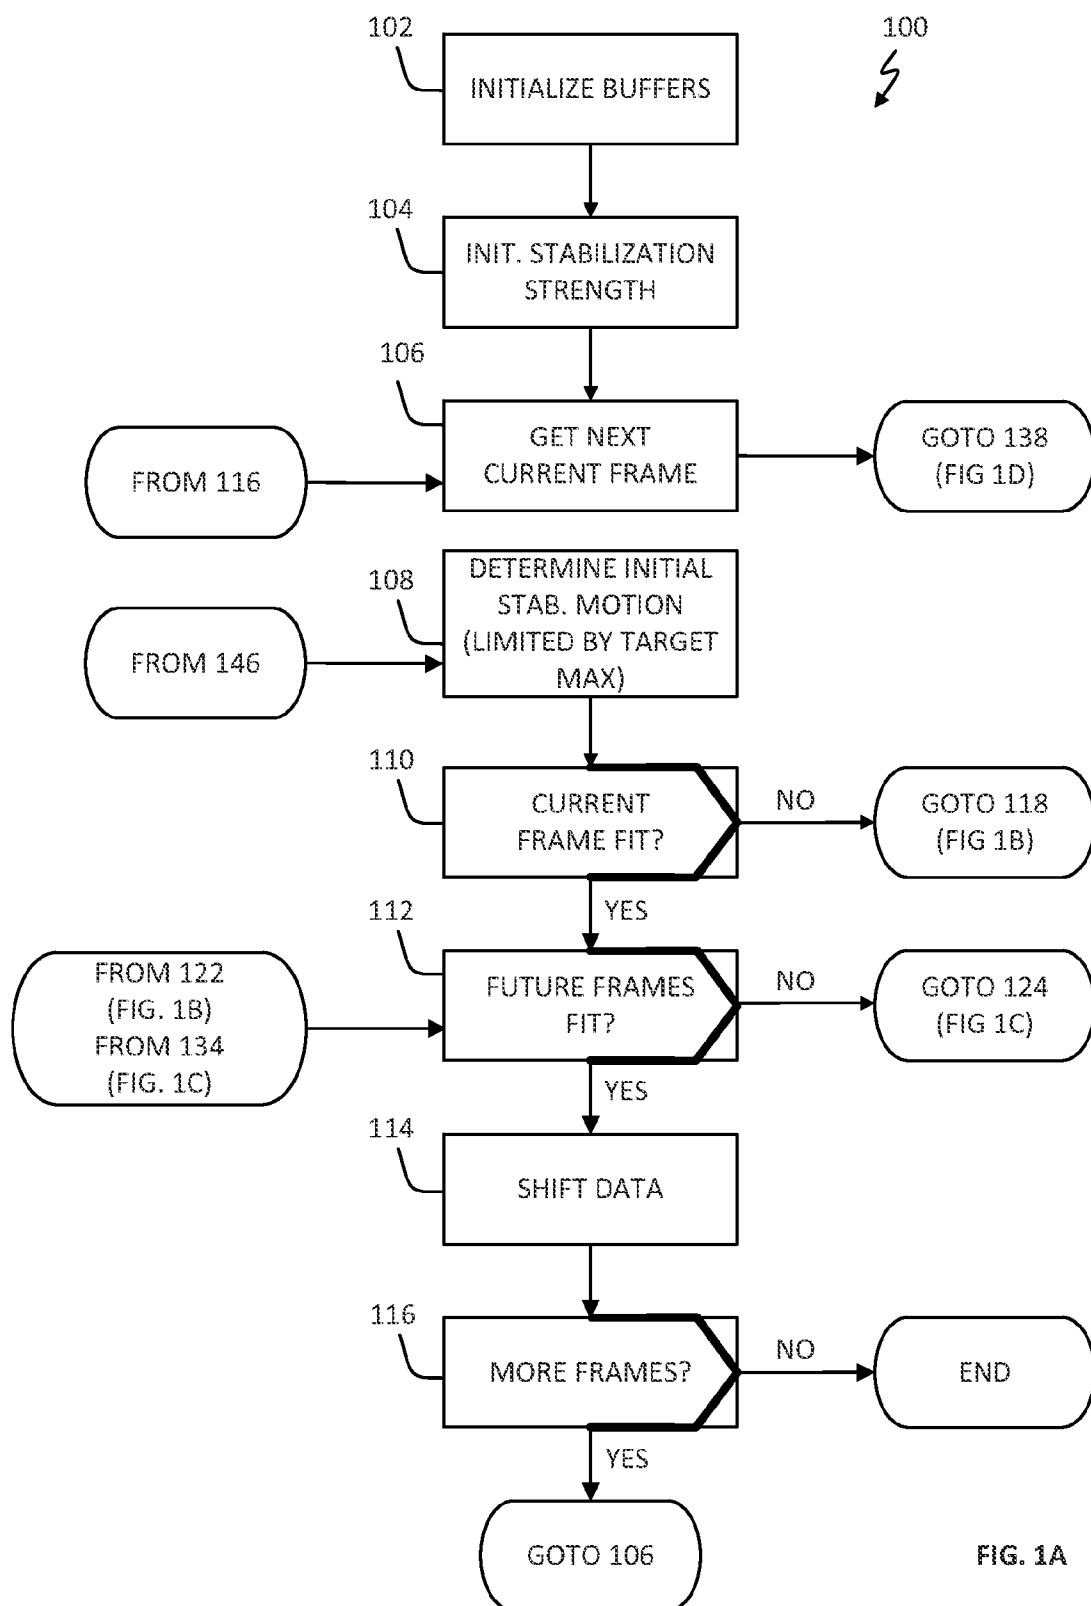 102
100
INITIALIZE BUFFERS
104
INIT. STABILIZATION
STRENGTH
106
GET NEXT
CURRENT FRAME
GOTO 138
(FIG 1D)
FROM 116
108
DETERMINE INITIAL
STAB. MOTION
(LIMITED BY TARGET
MAX)
FROM 146
110
CURRENT
FRAME FIT?
NO
GOTO 118
(FIG 1B)
YES
112
FROM 122
(FIG. 1B)
FROM 134
(FIG. 1C)
FUTURE FRAMES
FIT?
NO
GOTO 124
(FIG 1C)
YES
114
SHIFT DATA
116
MORE FRAMES?
NO
END
YES
GOTO 106
FIG. 1A